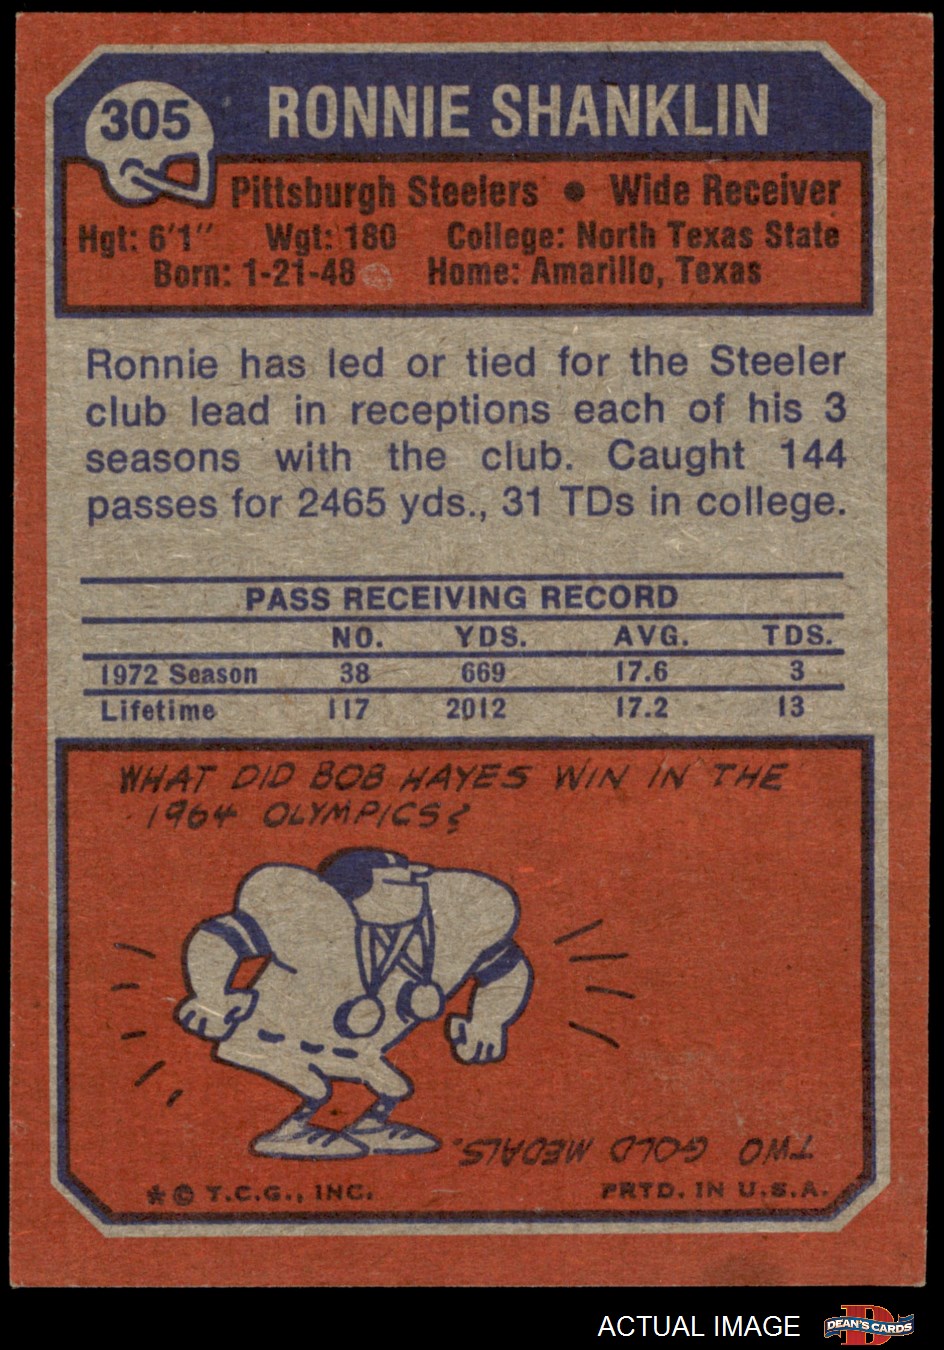 305
RONNIE SHANKLIN
Pittsburgh Steelers • Wide Receiver
Hgt: 6'1" Wgt: 180 College: North Texas State
Born: 1-21-48 Home: Amarillo, Texas
Ronnie has led or tied for the Steeler
club lead in receptions each of his 3
seasons with the club. Caught 144
passes for 2465 yds., 31 TDs in college.
PASS RECEIVING RECORD
NO. YDS. AVG. TDS.
1972 Season 38 669 17.6 3
Lifetime 117 2012 17.2 13
WHAT DID BOB HAYES WIN IN THE
1964 OLYMPICS?
TWO GOLD MEDALS.
* © T.C.G., INC. PRTD. IN U.S.A.
ACTUAL IMAGE
D
DEAN'S CARDS